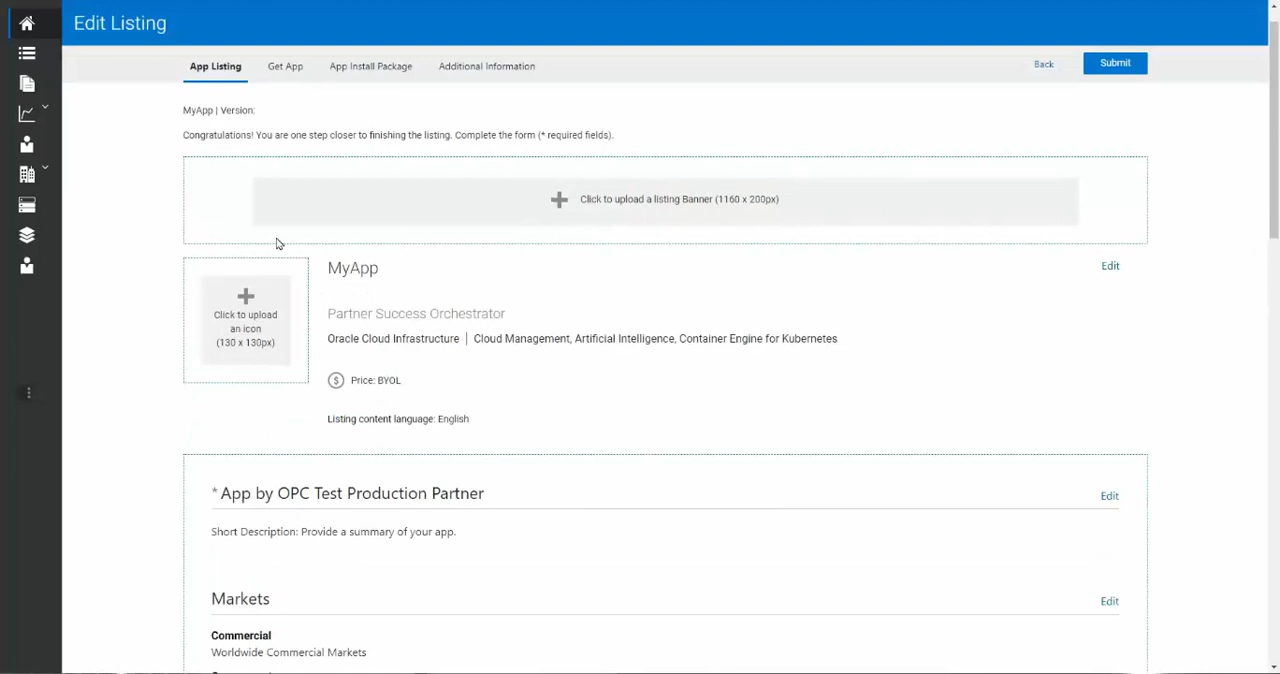 Edit Listing
App Listing
Get App
App Install Package
Additional Information
Back
Submit
MyApp | Version:
Congratulations! You are one step closer to finishing the listing. Complete the form (* required fields).
Click to upload a listing Banner (1160 x 200px)
Click to upload
an icon
(130 x 130px)
MyApp
Edit
Partner Success Orchestrator
Oracle Cloud Infrastructure | Cloud Management, Artificial Intelligence, Container Engine for Kubernetes
$ Price: BYOL
Listing content language: English
* App by OPC Test Production Partner
Edit
Short Description: Provide a summary of your app.
Markets
Edit
Commercial
Worldwide Commercial Markets